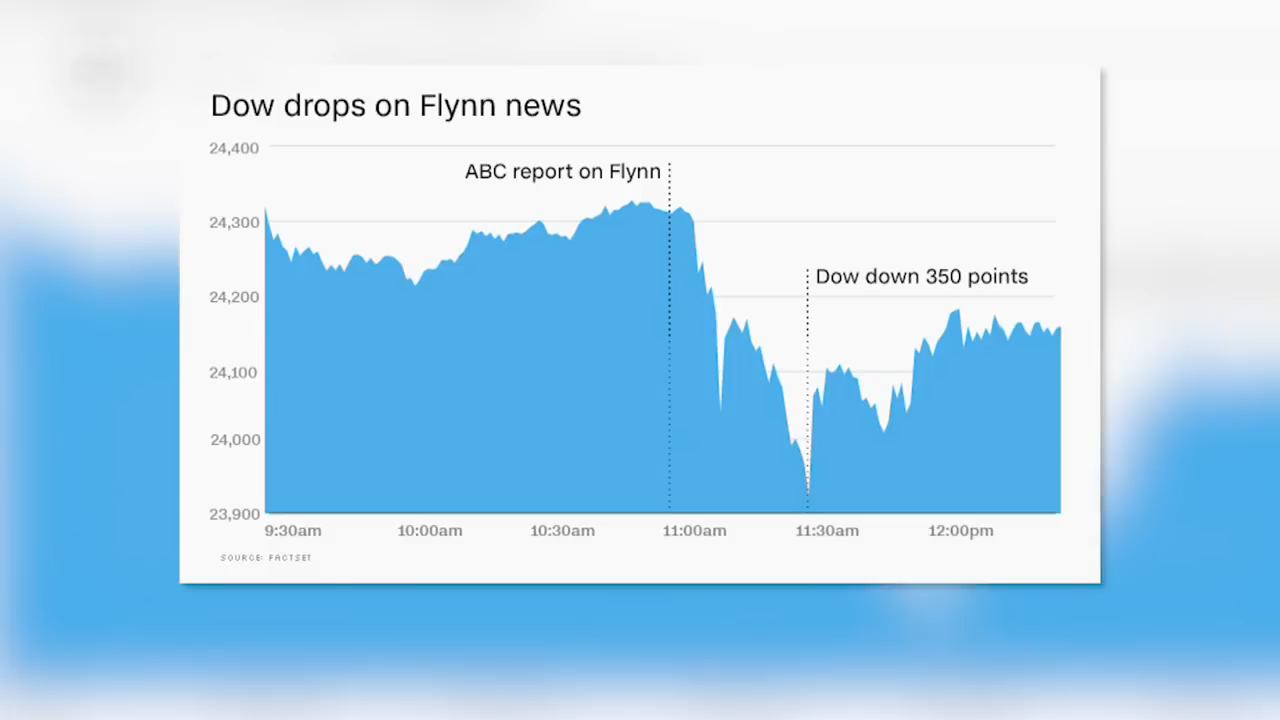 Dow drops on Flynn news
24,400
ABC report on Flynn
24,300
Dow down 350 points
24,200
24,100
24,000
23,900
9:30am 10:00am 10:30am 11:00am 11:30am 12:00pm
SOURCE: FACTSET